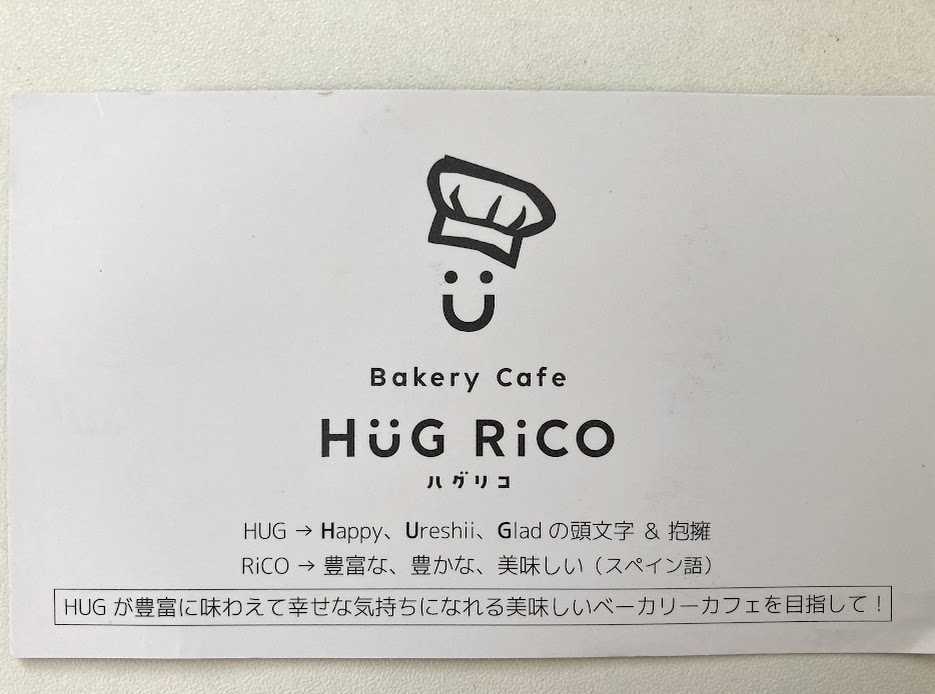 Bakery Cafe
HüG RiCO
ハグリコ
HUG → Happy、Ureshii、Glad の頭文字 & 抱擁
RiCO → 豊富な、豊かな、美味しい（スペイン語）
HUG が豊富に味わえて幸せな気持ちになれる美味しいベーカリーカフェを目指して！